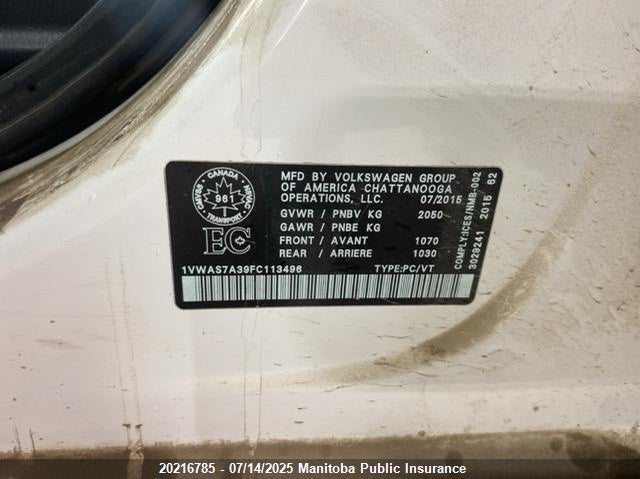 MFD BY VOLKSWAGEN GROUP
OF AMERICA CHATTANOOGA
OPERATIONS, LLC. 07/2015
GVWR / PNBV KG 2050
GAWR / PNBE KG
FRONT / AVANT 1070
REAR / ARRIERE 1030
1VWAS7A39FC113496 TYPE:PC/VT
CANADA
961
TRANSPORT
EC
COMPLY:ICES/NMB-002
3029241 2015 62
20216785 - 07/14/2025 Manitoba Public Insurance